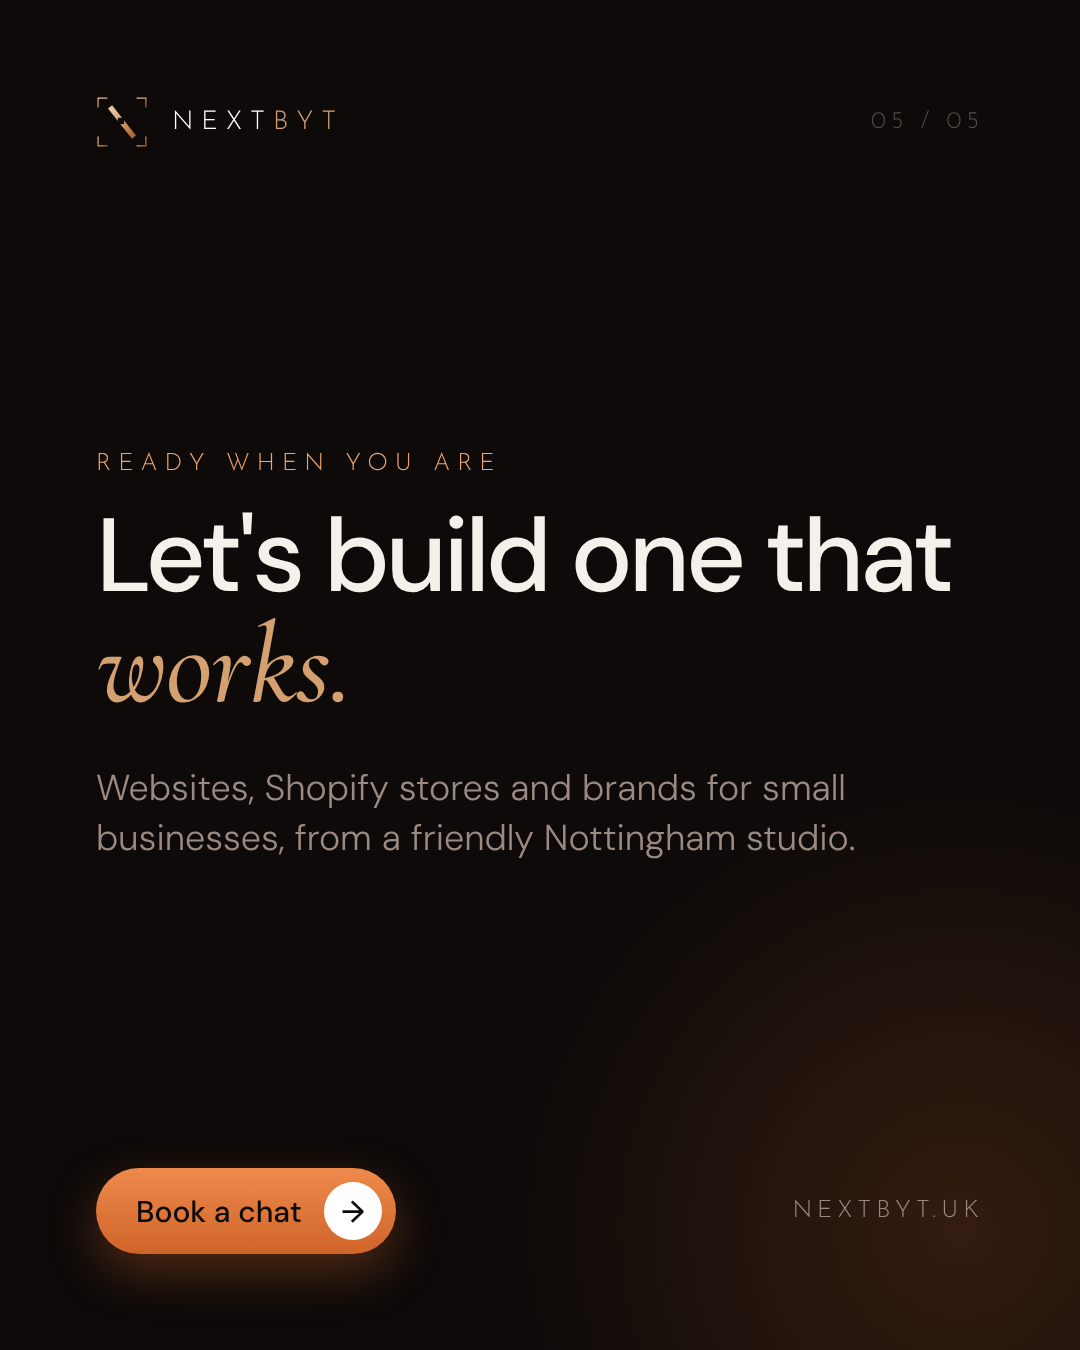 NEXTBYT
05 / 05
READY WHEN YOU ARE
Let's build one that
works.
Websites, Shopify stores and brands for small
businesses, from a friendly Nottingham studio.
Book a chat
NEXTBYT.UK